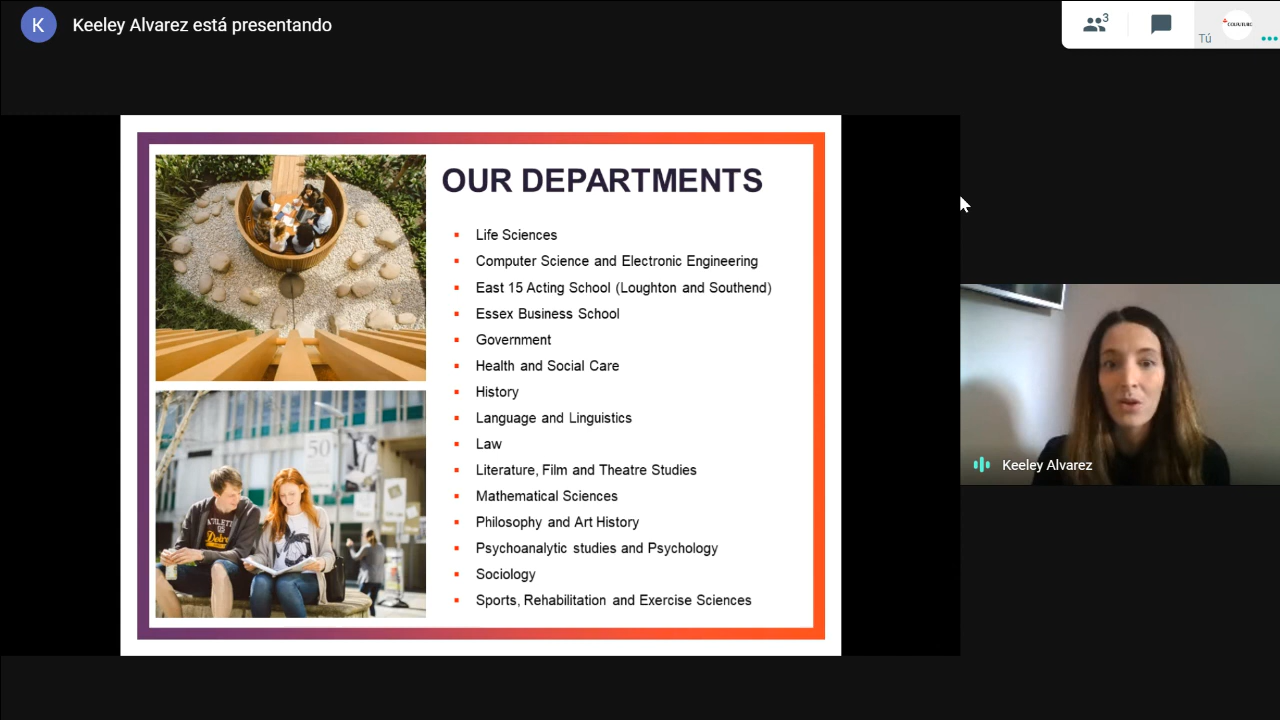 K
Keeley Alvarez está presentando
3
COLFUTURO
Tú
OUR DEPARTMENTS
Life Sciences
Computer Science and Electronic Engineering
East 15 Acting School (Loughton and Southend)
Essex Business School
Government
Health and Social Care
History
Language and Linguistics
Law
Literature, Film and Theatre Studies
Mathematical Sciences
Philosophy and Art History
Psychoanalytic studies and Psychology
Sociology
Sports, Rehabilitation and Exercise Sciences
50
Keeley Alvarez